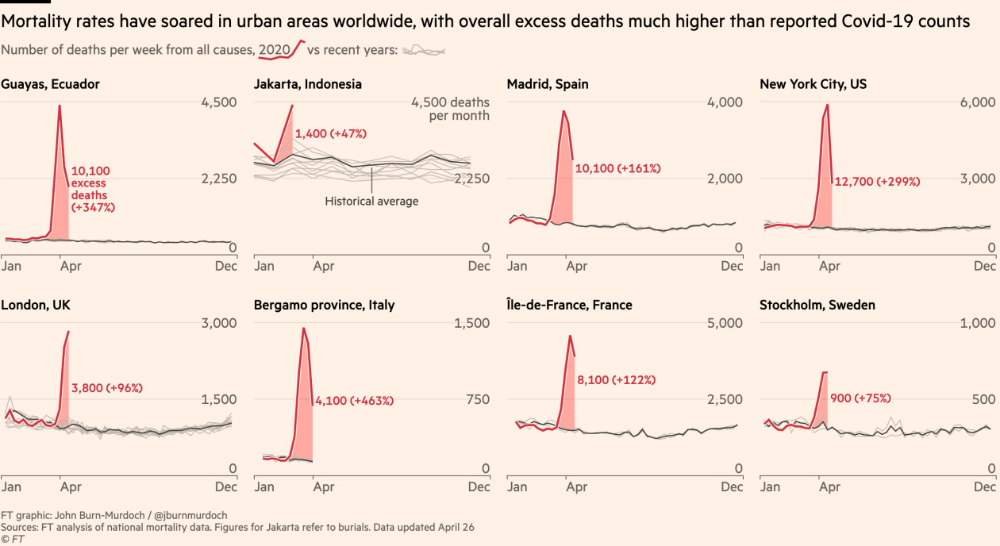 Mortality rates have soared in urban areas worldwide, with overall excess deaths much higher than reported Covid-19 counts
Number of deaths per week from all causes, 2020 vs recent years:
Guayas, Ecuador
4,500
10,100
excess
deaths
(+347%)
2,250
0
Jan
Apr
Dec
Jakarta, Indonesia
4,500 deaths
per month
1,400 (+47%)
2,250
Historical average
0
Jan
Apr
Dec
Madrid, Spain
4,000
10,100 (+161%)
2,000
0
Jan
Apr
Dec
New York City, US
6,000
12,700 (+299%)
3,000
0
Jan
Apr
Dec
London, UK
3,000
3,800 (+96%)
1,500
0
Jan
Apr
Dec
Bergamo province, Italy
1,500
4,100 (+463%)
750
0
Jan
Apr
Dec
Île-de-France, France
5,000
8,100 (+122%)
2,500
0
Jan
Apr
Dec
Stockholm, Sweden
1,000
900 (+75%)
500
0
Jan
Apr
Dec
FT graphic: John Burn-Murdoch / @jburnmurdoch
Sources: FT analysis of national mortality data. Figures for Jakarta refer to burials. Data updated April 26
© FT